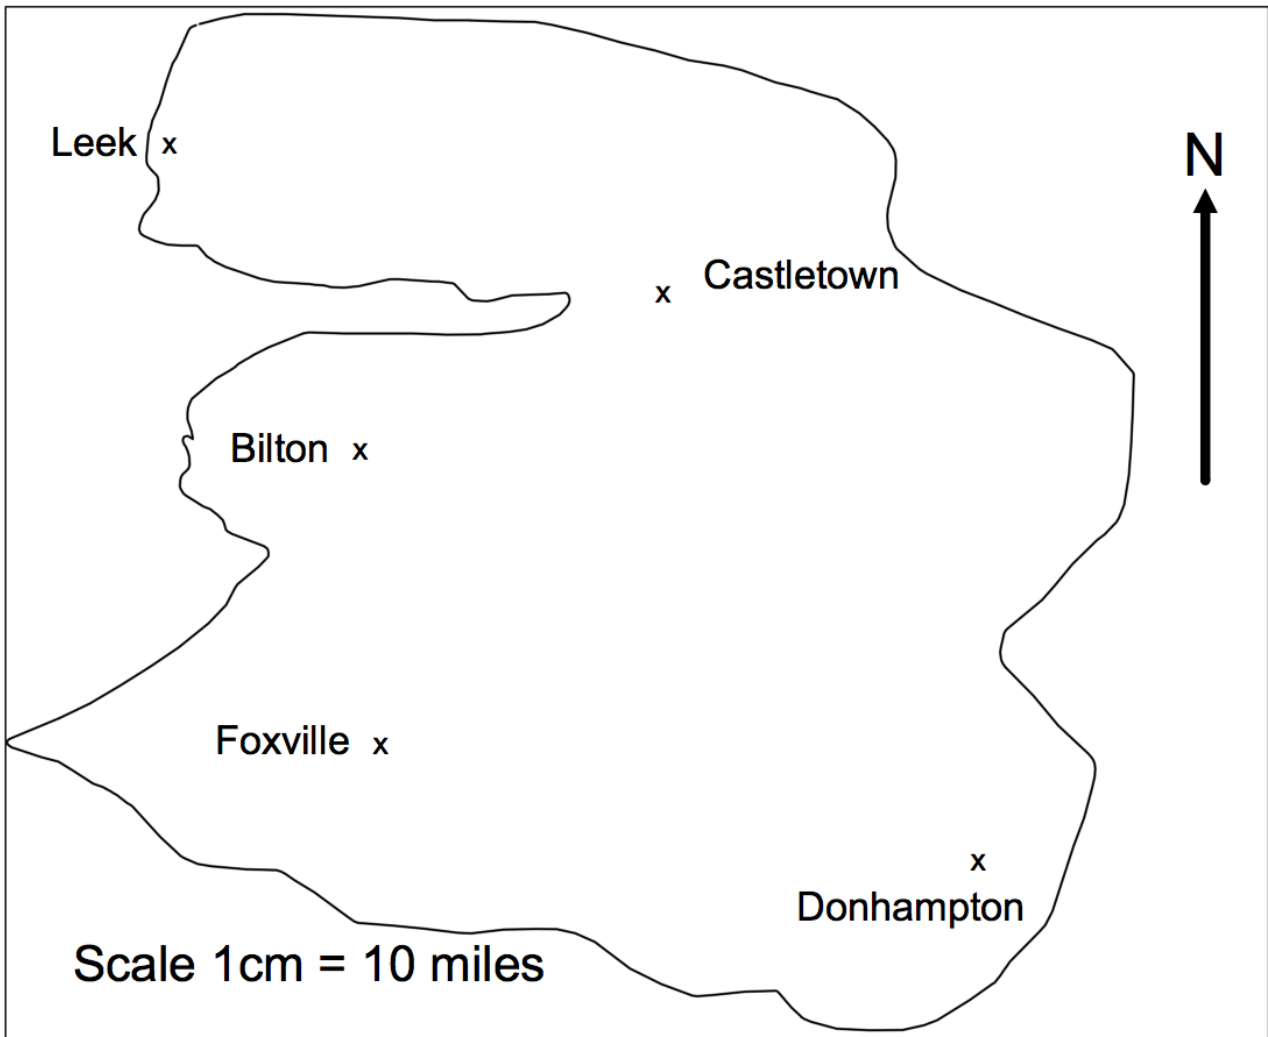 Leek x
N
Castletown
x
Bilton x
Foxville x
x
Donhampton
Scale 1cm = 10 miles